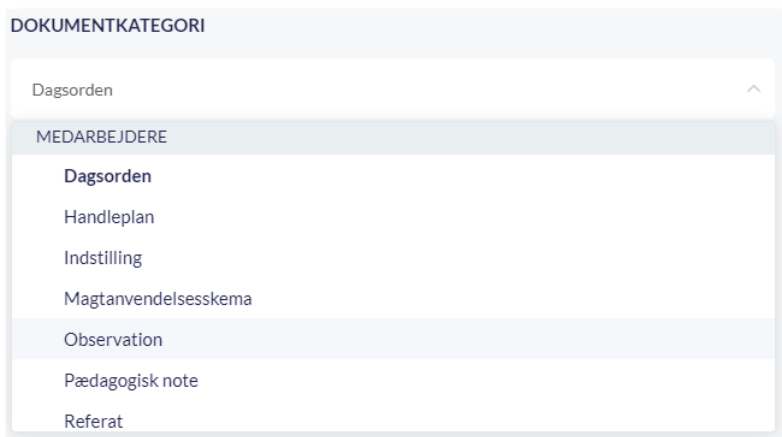 DOKUMENTKATEGORI
Dagsorden
MEDARBEJDERE
Dagsorden
Handleplan
Indstilling
Magtanvendelsesskema
Observation
Pædagogisk note
Referat